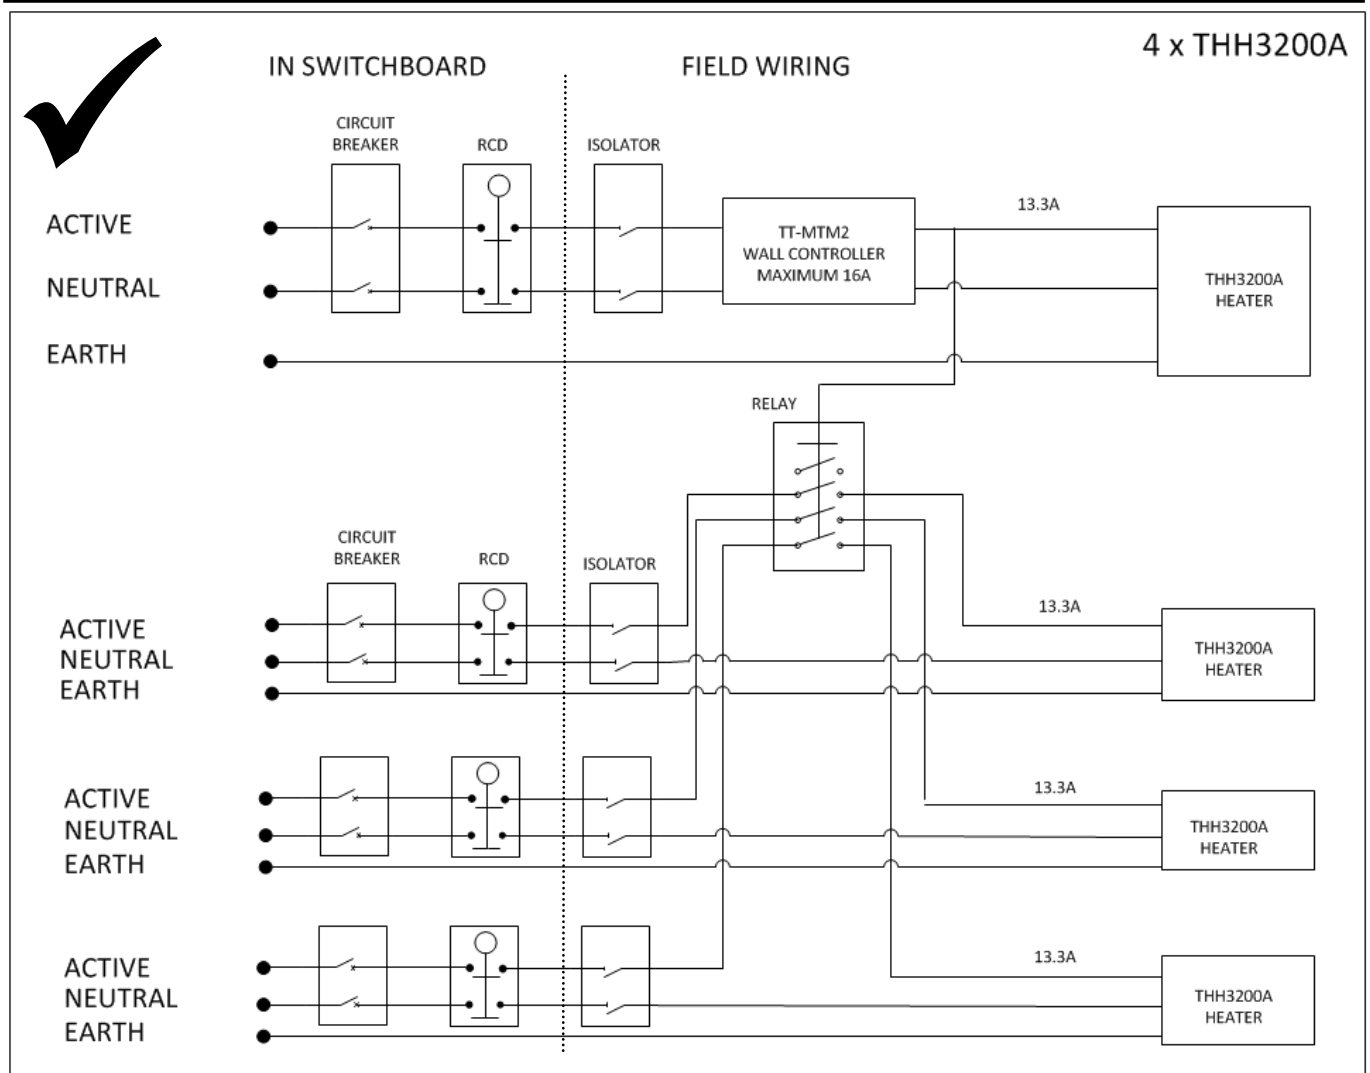 4 x THH3200A
IN SWITCHBOARD
FIELD WIRING
CIRCUIT
BREAKER
RCD
ISOLATOR
ACTIVE
NEUTRAL
EARTH
TT-MTM2
WALL CONTROLLER
MAXIMUM 16A
13.3A
THH3200A
HEATER
RELAY
CIRCUIT
BREAKER
RCD
ISOLATOR
ACTIVE
NEUTRAL
EARTH
13.3A
THH3200A
HEATER
ACTIVE
NEUTRAL
EARTH
13.3A
THH3200A
HEATER
ACTIVE
NEUTRAL
EARTH
13.3A
THH3200A
HEATER